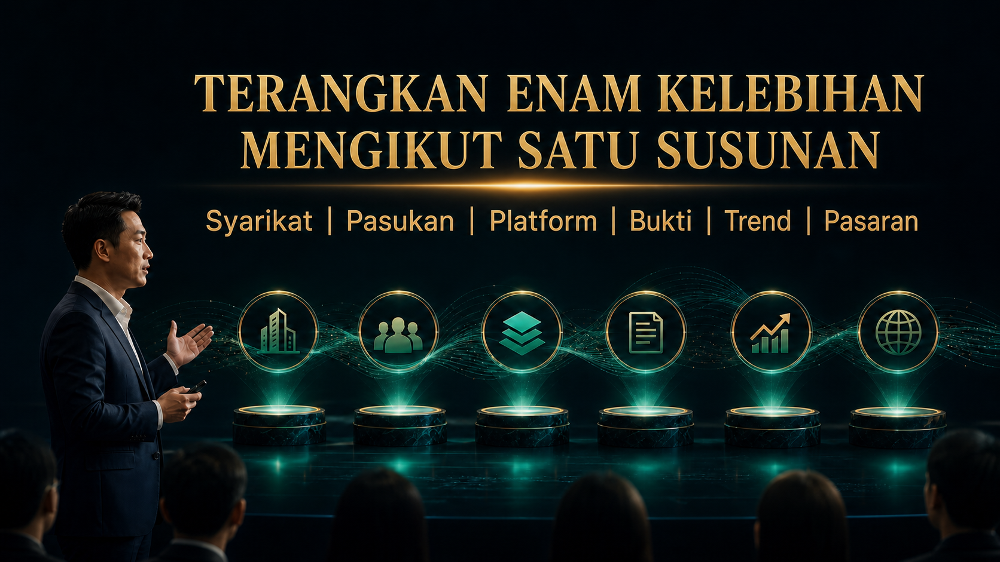 TERANGKAN ENAM KELEBIHAN
MENGIKUT SATU SUSUNAN
Syarikat | Pasukan | Platform | Bukti | Trend | Pasaran